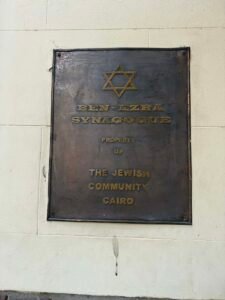 BEN-EZRA
SYNAGOGUE
PROPERTY
OF
THE JEWISH
COMMUNITY
CAIRO